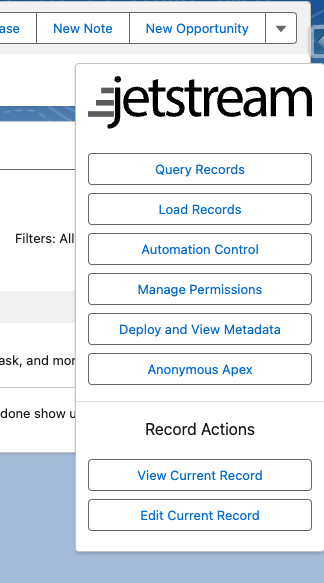 ase
New Note
New Opportunity
jetstream
Query Records
Load Records
Automation Control
Filters: All
Manage Permissions
Deploy and View Metadata
ask, and mor
Anonymous Apex
done show u
Record Actions
View Current Record
Edit Current Record